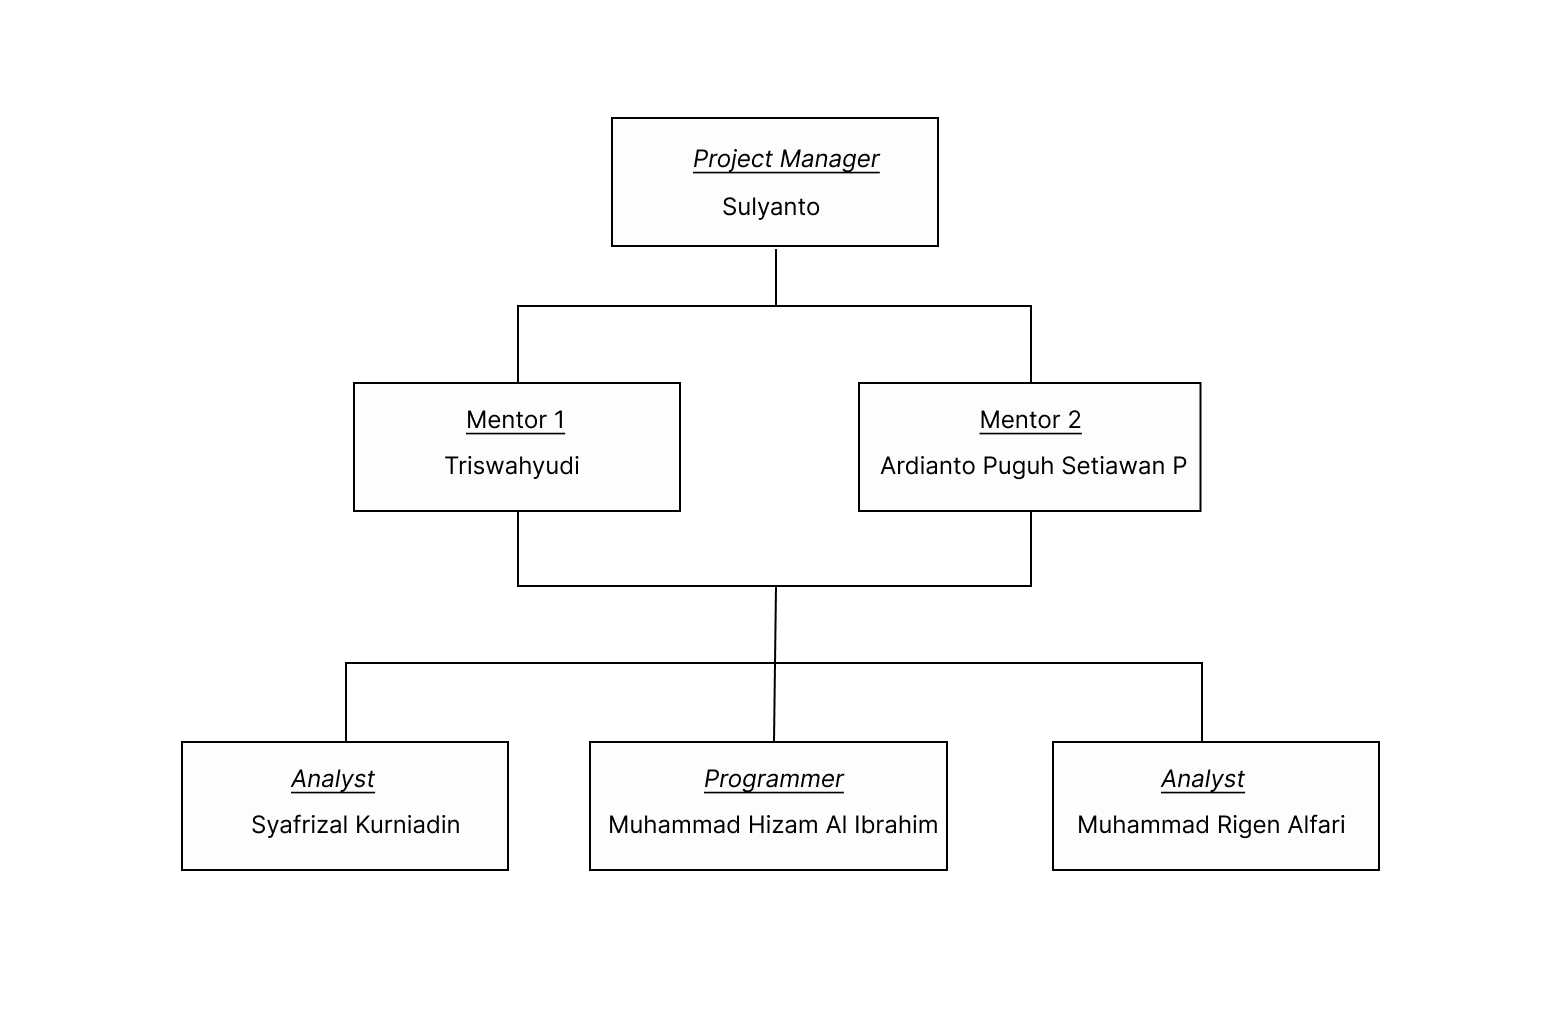 Project Manager
Sulyanto
Mentor 1
Triswahyudi
Mentor 2
Ardianto Puguh Setiawan P
Analyst
Syafrizal Kurniadin
Programmer
Muhammad Hizam Al Ibrahim
Analyst
Muhammad Rigen Alfari